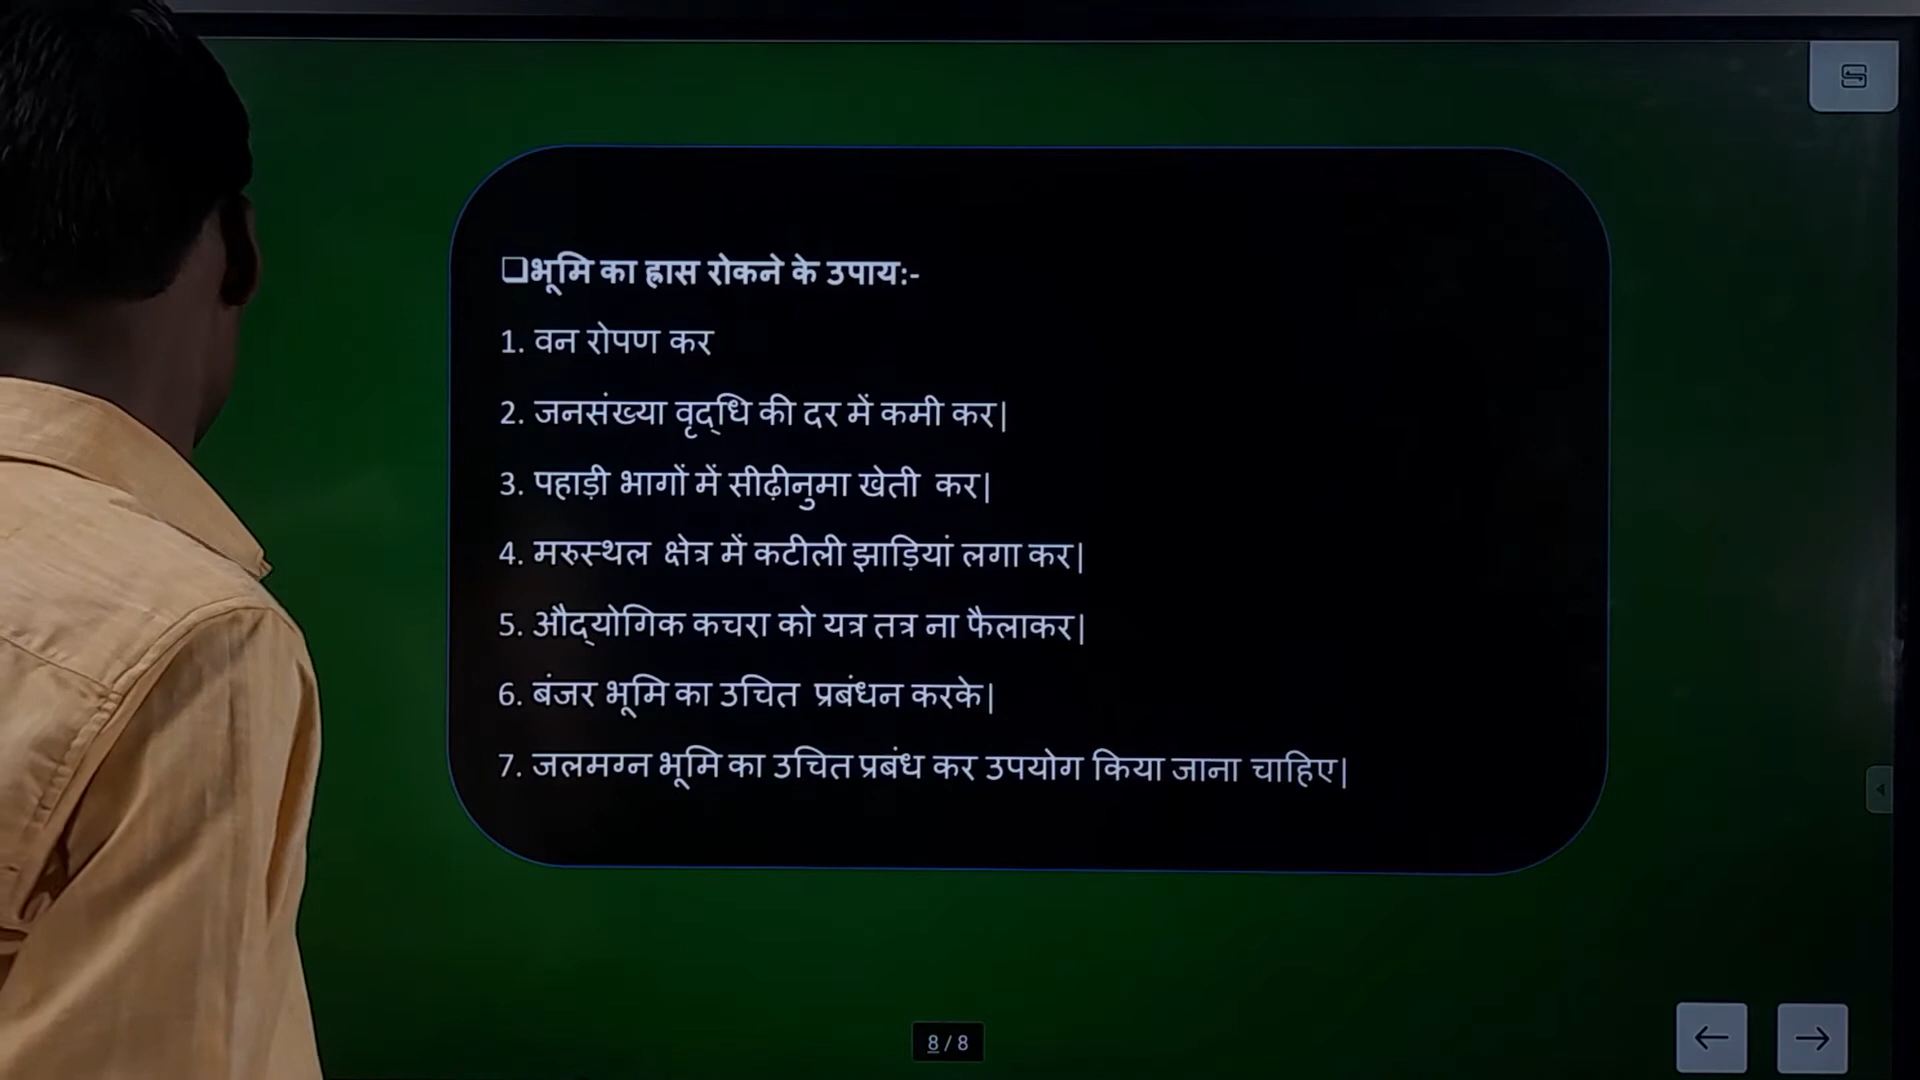 ❑भूमि का ह्रास रोकने के उपाय:-
1. वन रोपण कर
2. जनसंख्या वृद्धि की दर में कमी कर|
3. पहाड़ी भागों में सीढ़ीनुमा खेती कर|
4. मरुस्थल क्षेत्र में कटीली झाड़ियां लगा कर|
5. औद्योगिक कचरा को यत्र तत्र ना फैलाकर|
6. बंजर भूमि का उचित प्रबंधन करके|
7. जलमग्न भूमि का उचित प्रबंध कर उपयोग किया जाना चाहिए|
8 / 8